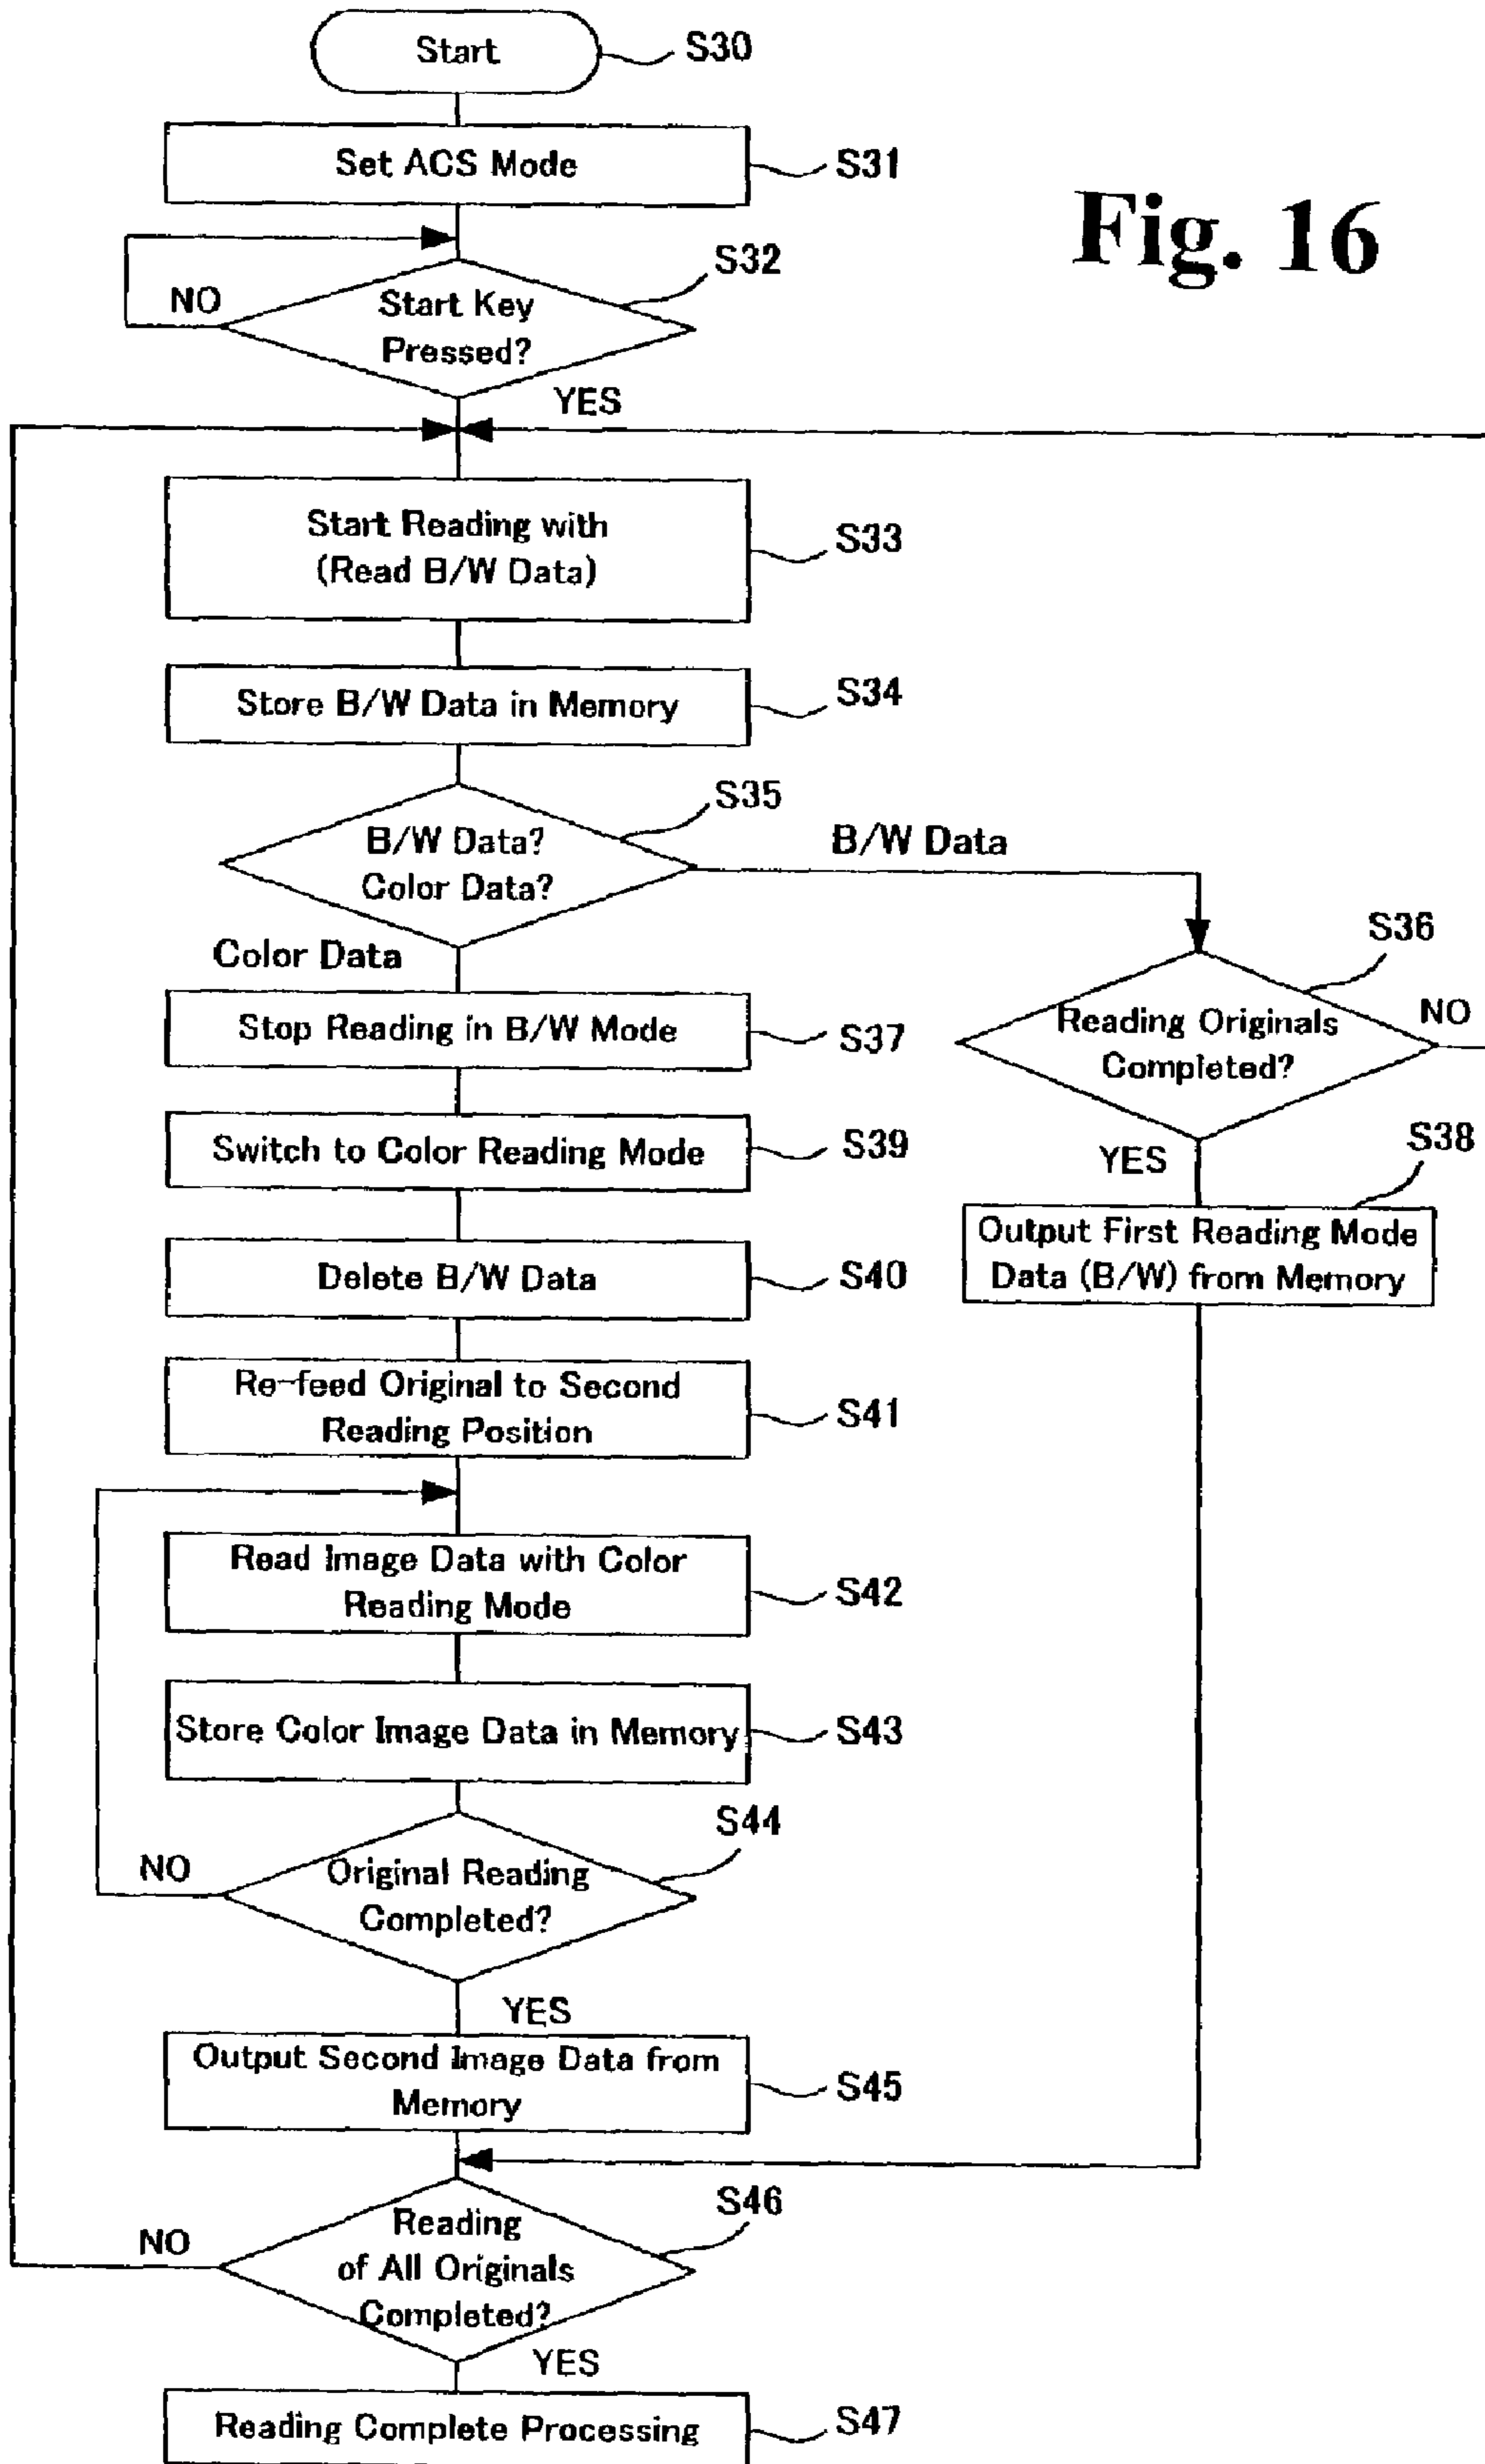 Start
S30
Set ACS Mode
S31
Fig. 16
S32
NO
Start Key
Pressed?
YES
Start Reading with
(Read B/W Data)
S33
Store B/W Data in Memory
S34
S35
B/W Data?
Color Data?
B/W Data
Color Data
S36
Reading Originals
Completed?
NO
YES
Stop Reading in B/W Mode
S37
S38
Output First Reading Mode
Data (B/W) from Memory
Switch to Color Reading Mode
S39
Delete B/W Data
S40
Re-feed Original to Second
Reading Position
S41
Read Image Data with Color
Reading Mode
S42
Store Color Image Data in Memory
S43
S44
NO
Original Reading
Completed?
YES
Output Second Image Data from
Memory
S45
S46
NO
Reading
of All Originals
Completed?
YES
Reading Complete Processing
S47